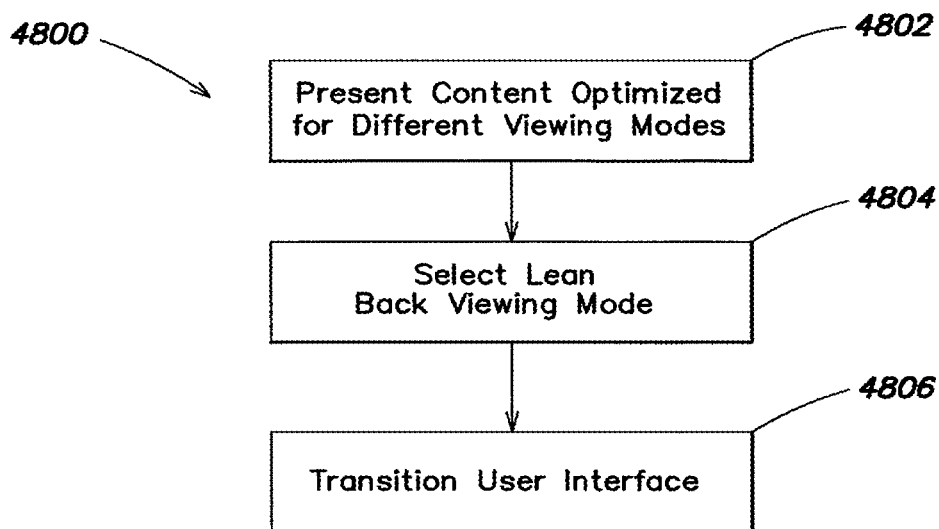 4800
4802
Present Content Optimized
for Different Viewing Modes
4804
Select Lean
Back Viewing Mode
4806
Transition User Interface